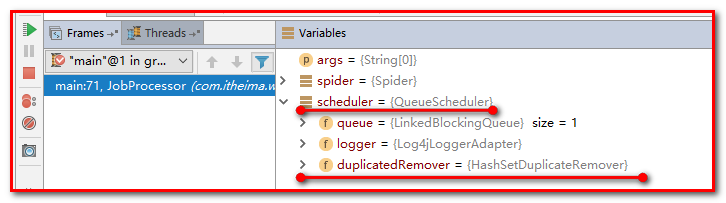 Frames
Threads
Variables
"main"@1 in gr...
main:71, JobProcessor (com.itheima.w
args = {String[0]}
spider = {Spider}
scheduler = {QueueScheduler}
queue = {LinkedBlockingQueue} size = 1
logger = {Log4jLoggerAdapter}
duplicatedRemover = {HashSetDuplicateRemover}